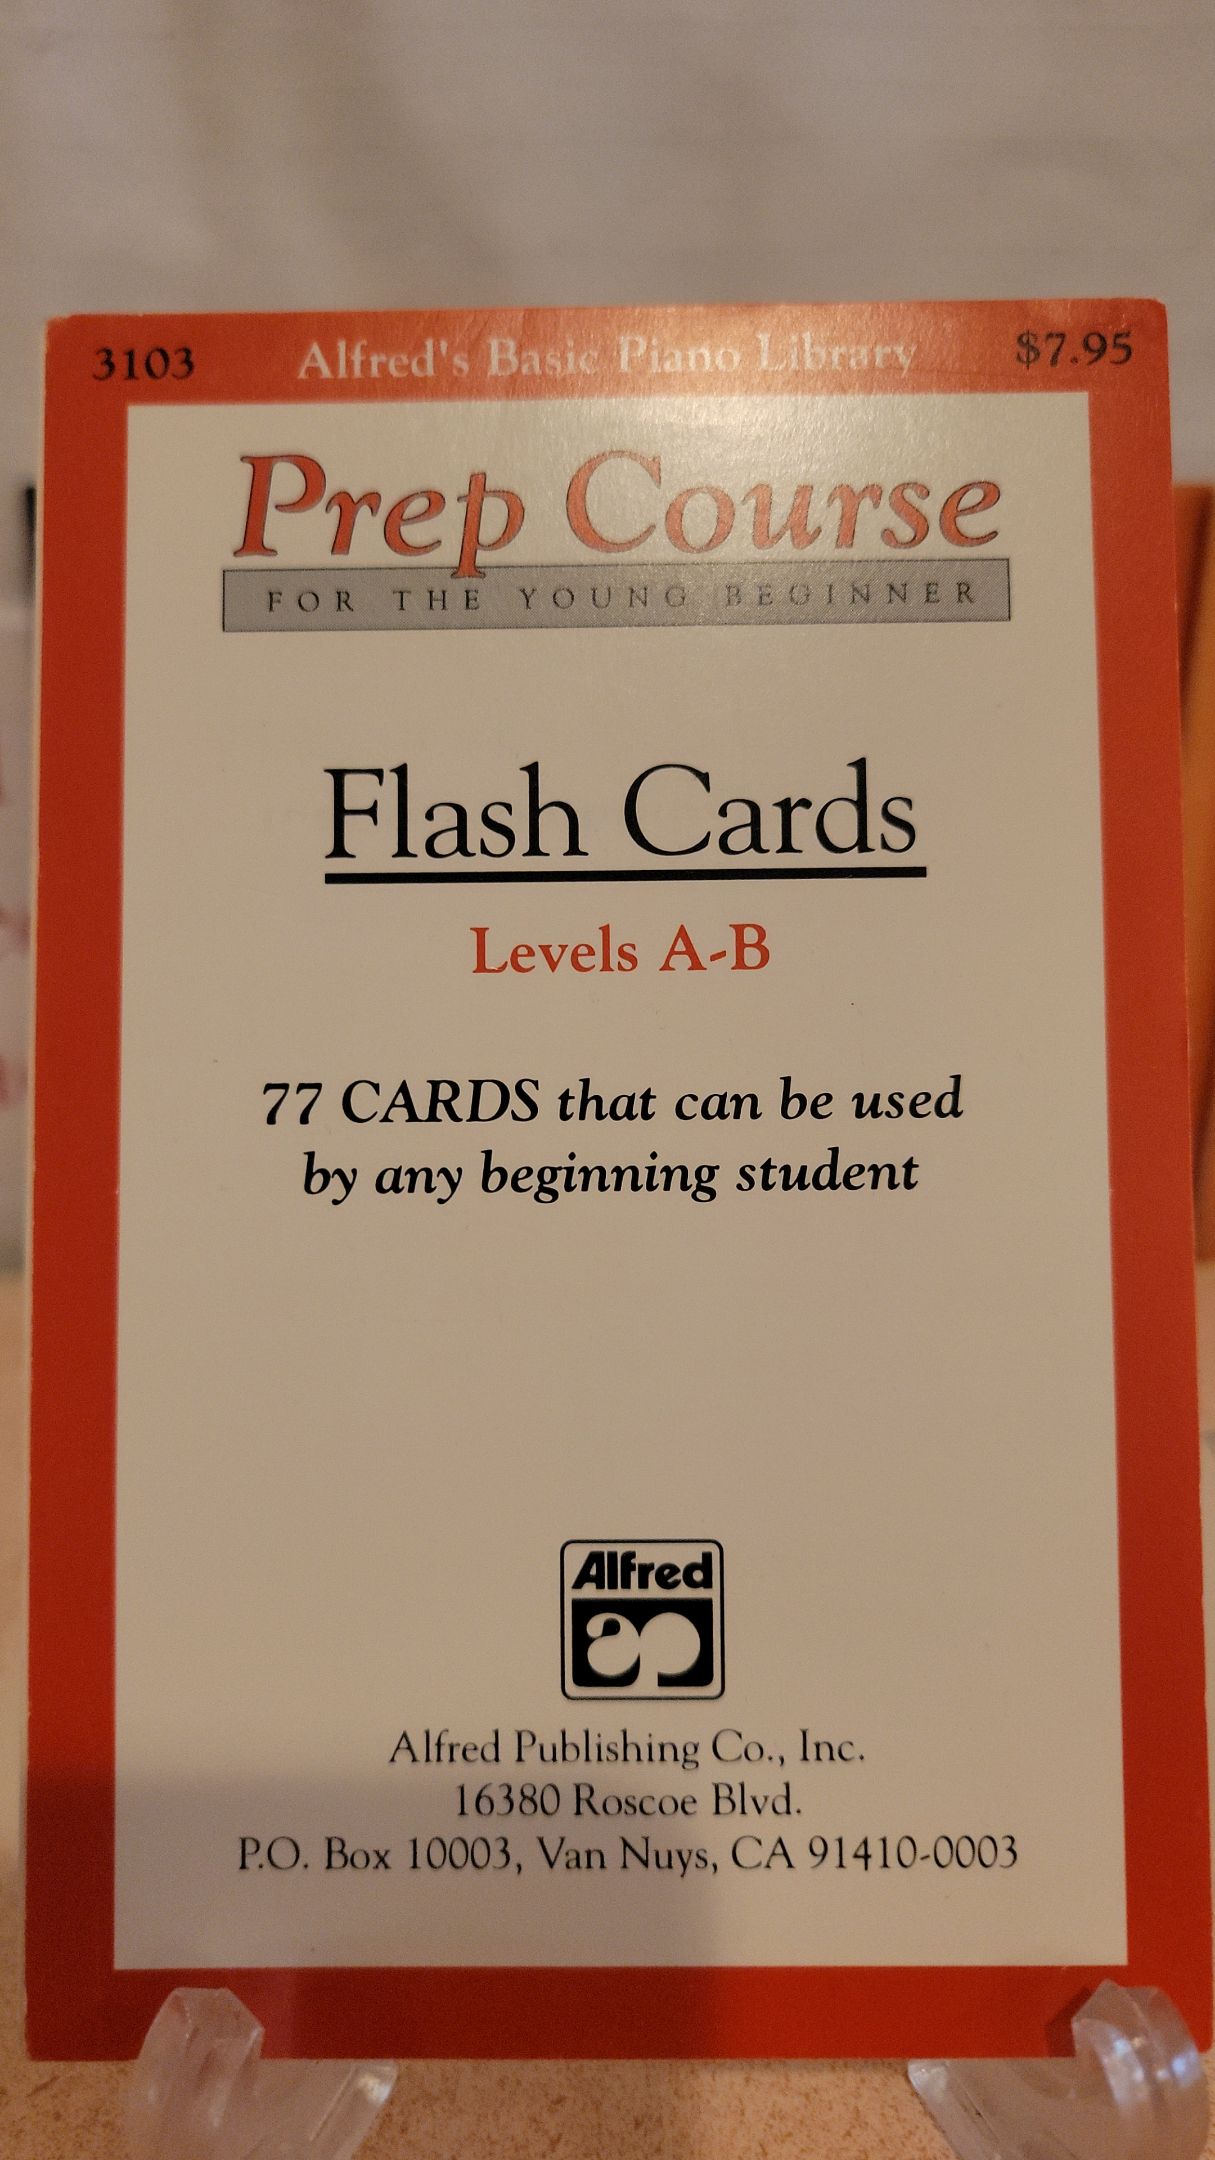 3103 Alfred's Basic Piano Library $7.95
Prep Course
FOR THE YOUNG BEGINNER
Flash Cards
Levels A-B
77 CARDS that can be used
by any beginning student
Alfred
Alfred Publishing Co., Inc.
16380 Roscoe Blvd.
P.O. Box 10003, Van Nuys, CA 91410-0003